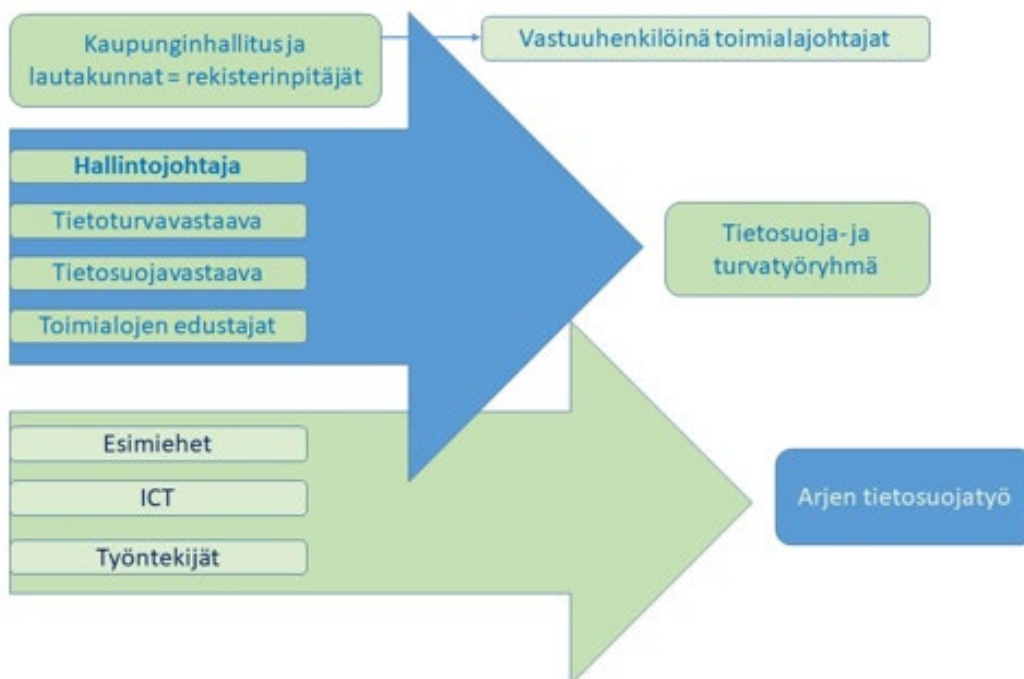 Kaupunginhallitus ja
lautakunnat = rekisterinpitäjät
Vastuuhenkilöinä toimialajohtajat
Hallintojohtaja
Tietoturvavastaava
Tietosuojavastaava
Toimialojen edustajat
Tietosuoja- ja
turvatyöryhmä
Esimiehet
ICT
Työntekijät
Arjen tietosuojatyö